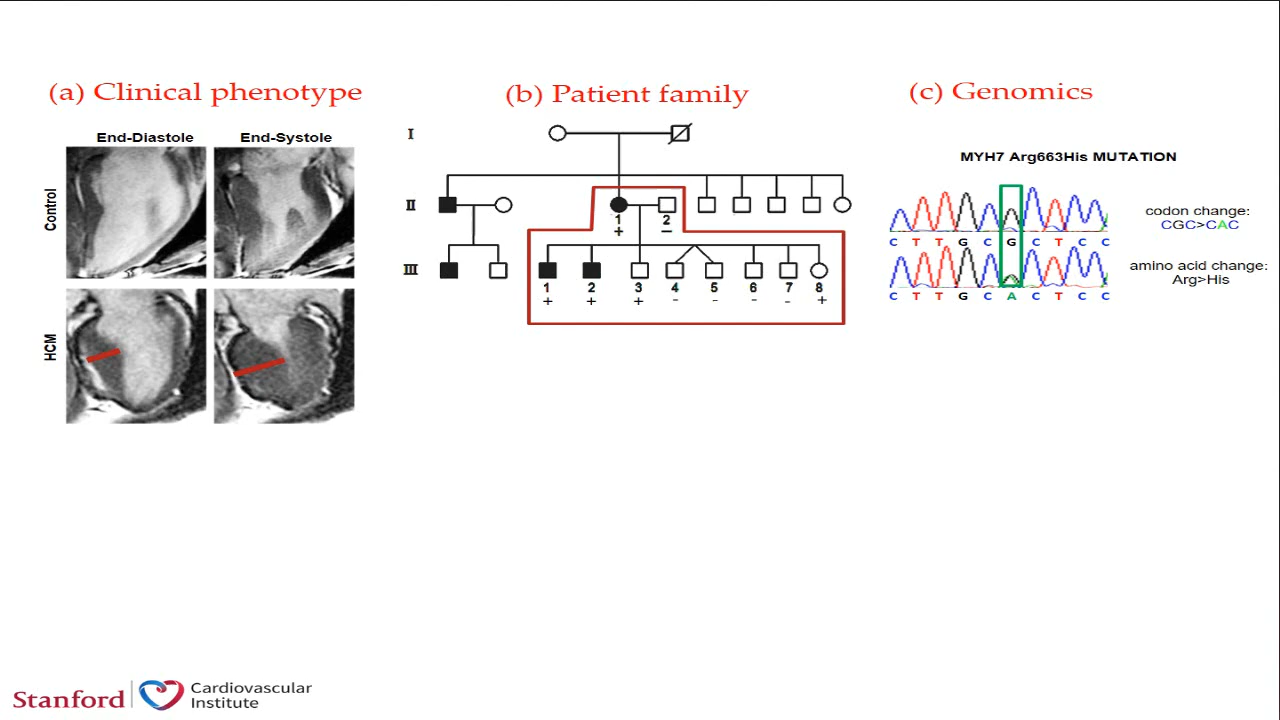 (a) Clinical phenotype
End-Diastole End-Systole
Control
HCM
(b) Patient family
I
II
1 2
+ −
III
1 2 3 4 5 6 7 8
+ + + - - - - +
(c) Genomics
MYH7 Arg663His MUTATION
C T T G C G C T C C
C T T G C A C T C C
codon change:
CGC>CAC
amino acid change:
Arg>His
Stanford
Cardiovascular
Institute